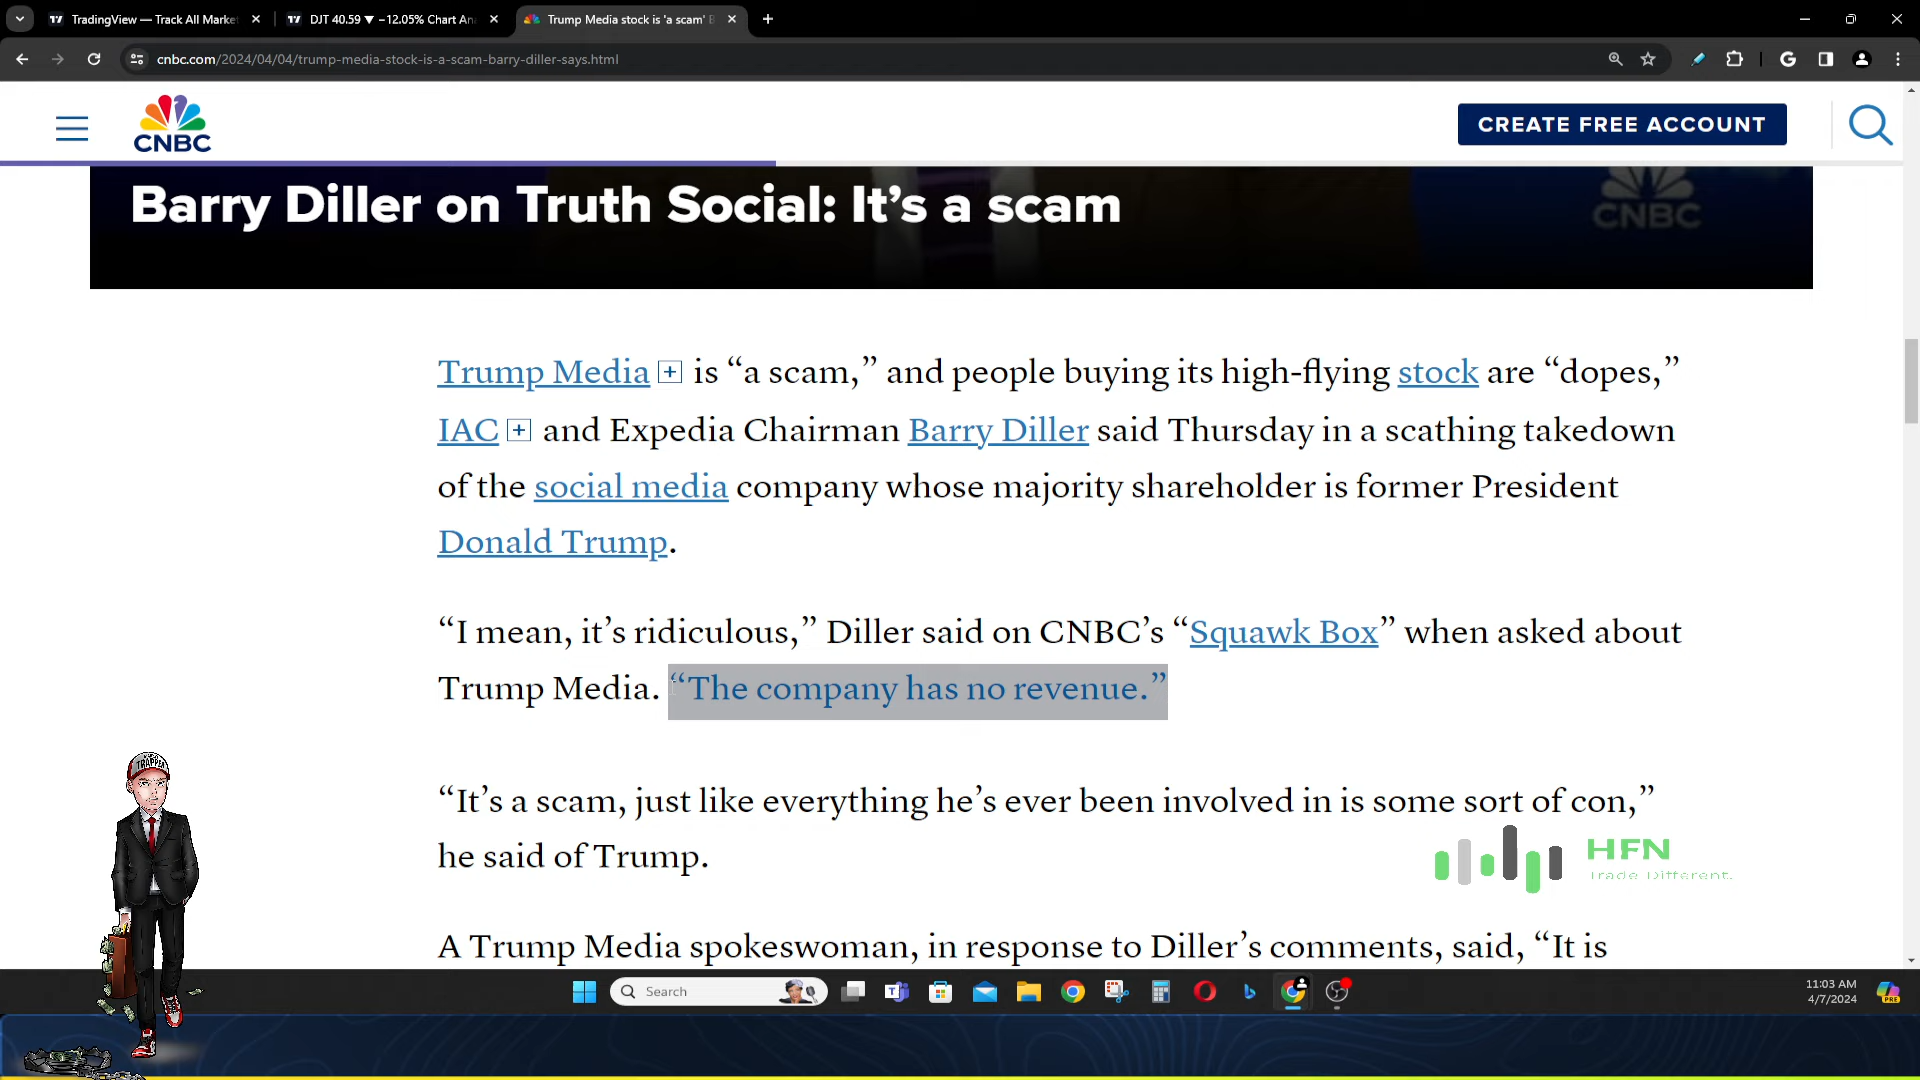 TradingView — Track All Marke
DJT 40.59 ▼ −12.05% Chart An
Trump Media stock is 'a scam'
cnbc.com/2024/04/04/trump-media-stock-is-a-scam-barry-diller-says.html
CNBC
CREATE FREE ACCOUNT
Barry Diller on Truth Social: It’s a scam
CNBC
Trump Media is “a scam,” and people buying its high-flying stock are “dopes,”
IAC and Expedia Chairman Barry Diller said Thursday in a scathing takedown
of the social media company whose majority shareholder is former President
Donald Trump.
“I mean, it’s ridiculous,” Diller said on CNBC’s “Squawk Box” when asked about
Trump Media. “The company has no revenue.”
“It’s a scam, just like everything he’s ever been involved in is some sort of con,”
he said of Trump.
HFN
Trade Different.
A Trump Media spokeswoman, in response to Diller’s comments, said, “It is
TRAPPER
Search
11:03 AM
4/7/2024
PRE